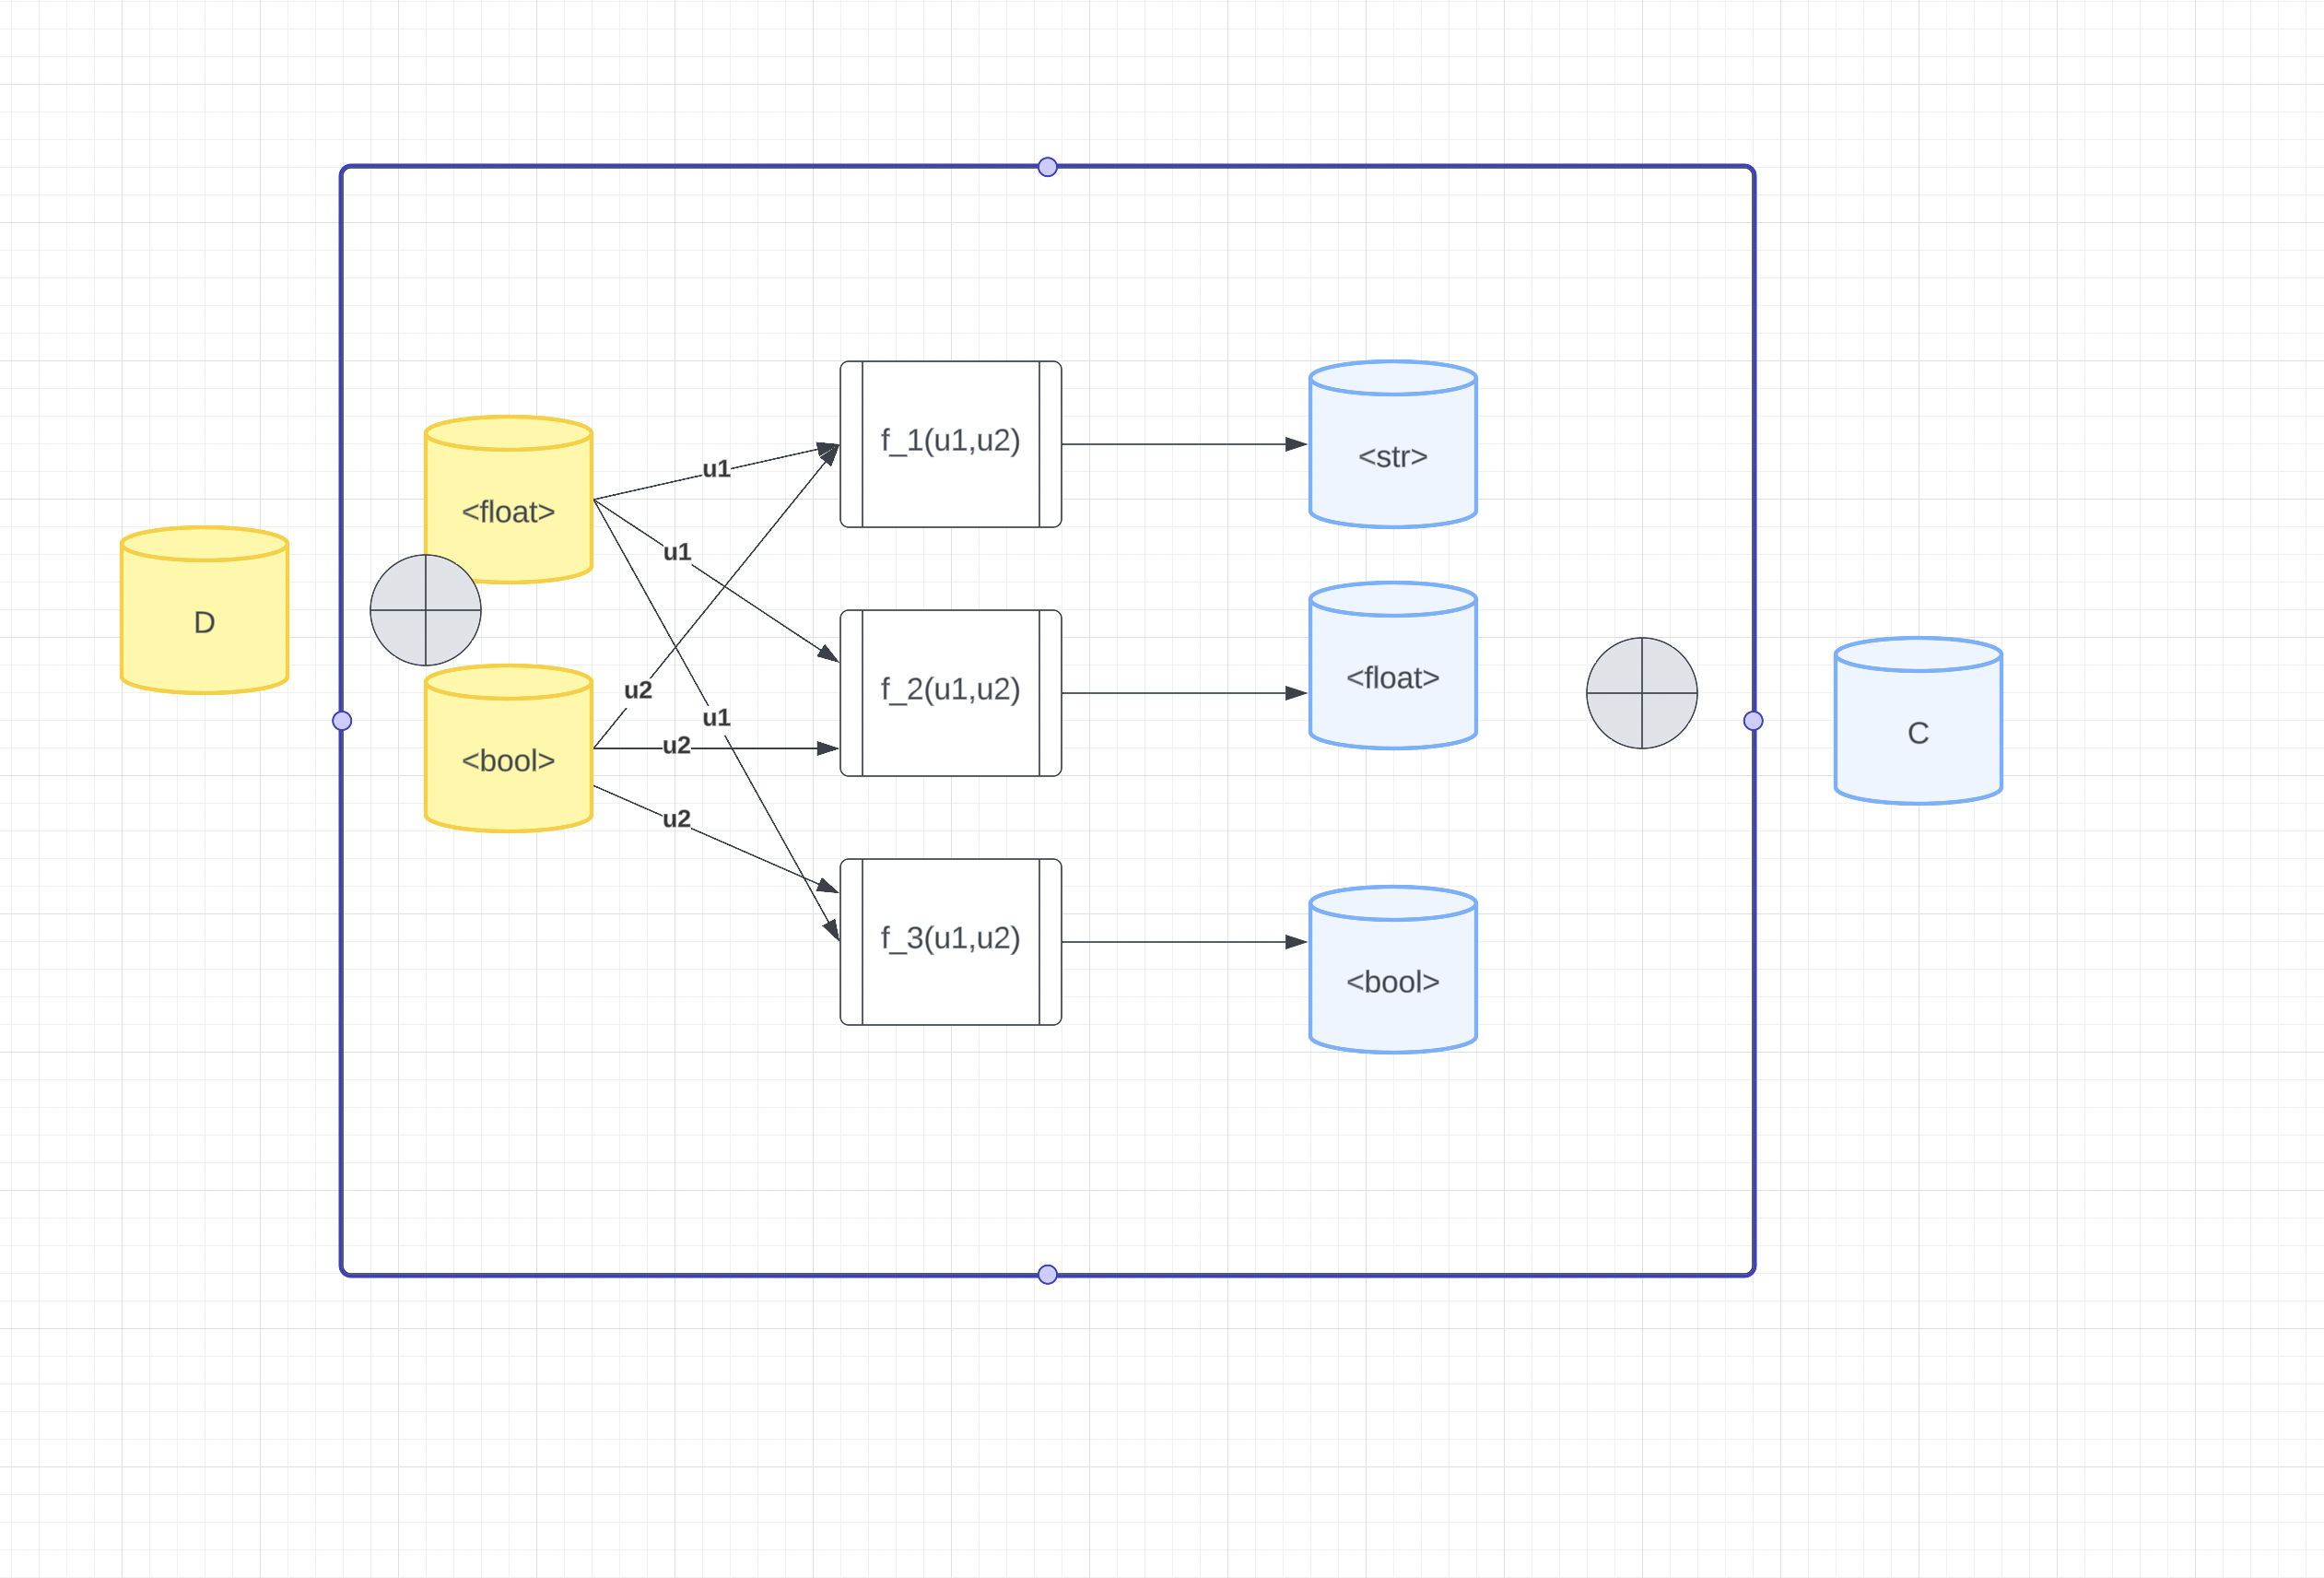 D
<float>
<bool>
u1
u1
u2
u1
u2
u2
f_1(u1,u2)
f_2(u1,u2)
f_3(u1,u2)
<str>
<float>
<bool>
C